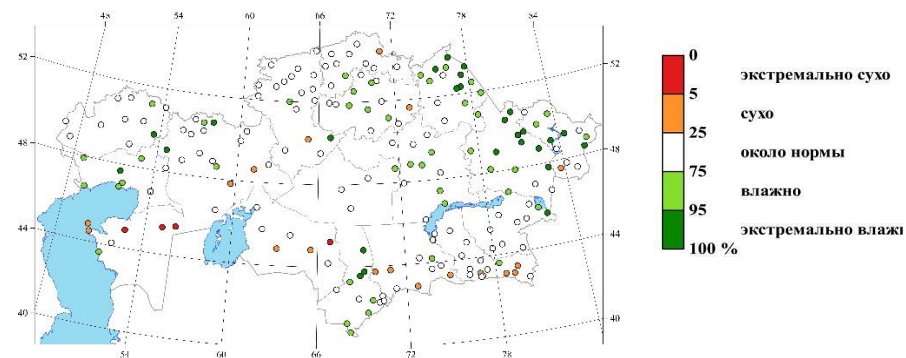 48 54 60 66 72 78 84
52 52
48 48
44 44
40 40
54 60 66 72 78
0
экстремально сухо
5
сухо
25
около нормы
75
влажно
95
экстремально
100 %